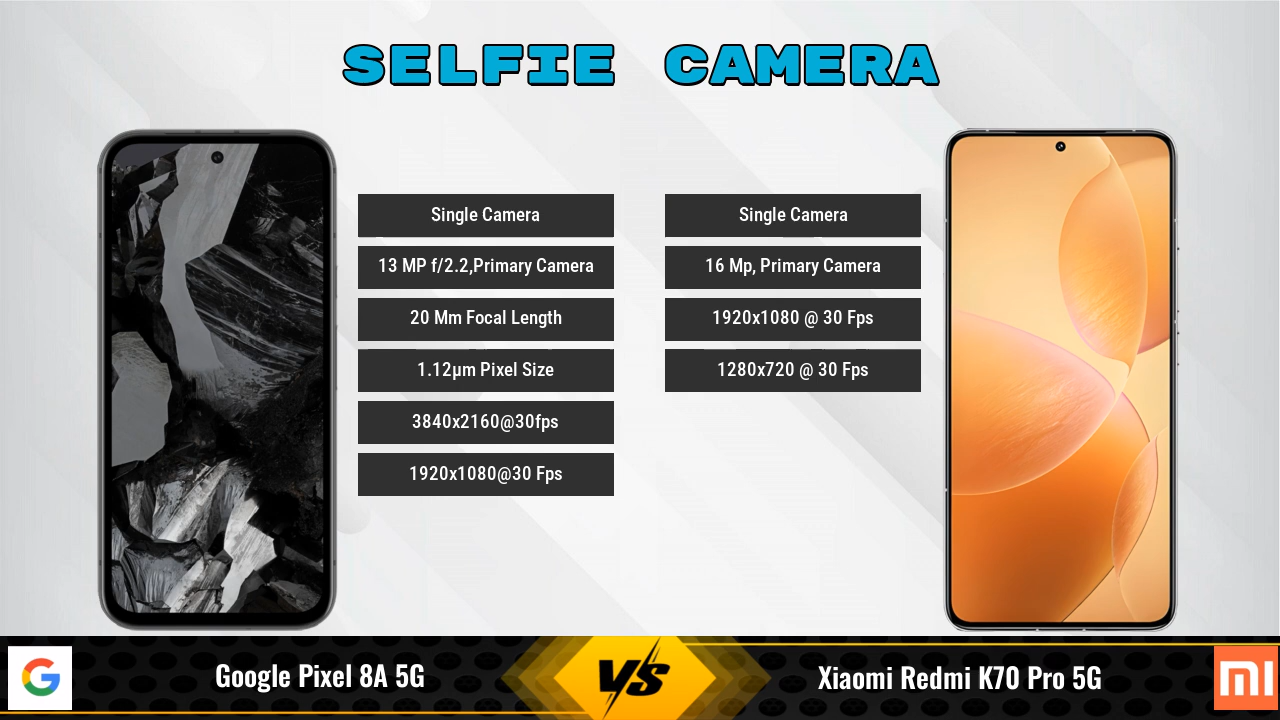 SELFIE CAMERA
Single Camera
13 MP f/2.2,Primary Camera
20 Mm Focal Length
1.12µm Pixel Size
3840x2160@30fps
1920x1080@30 Fps
Single Camera
16 Mp, Primary Camera
1920x1080 @ 30 Fps
1280x720 @ 30 Fps
G
Google Pixel 8A 5G
VS
Xiaomi Redmi K70 Pro 5G
mi